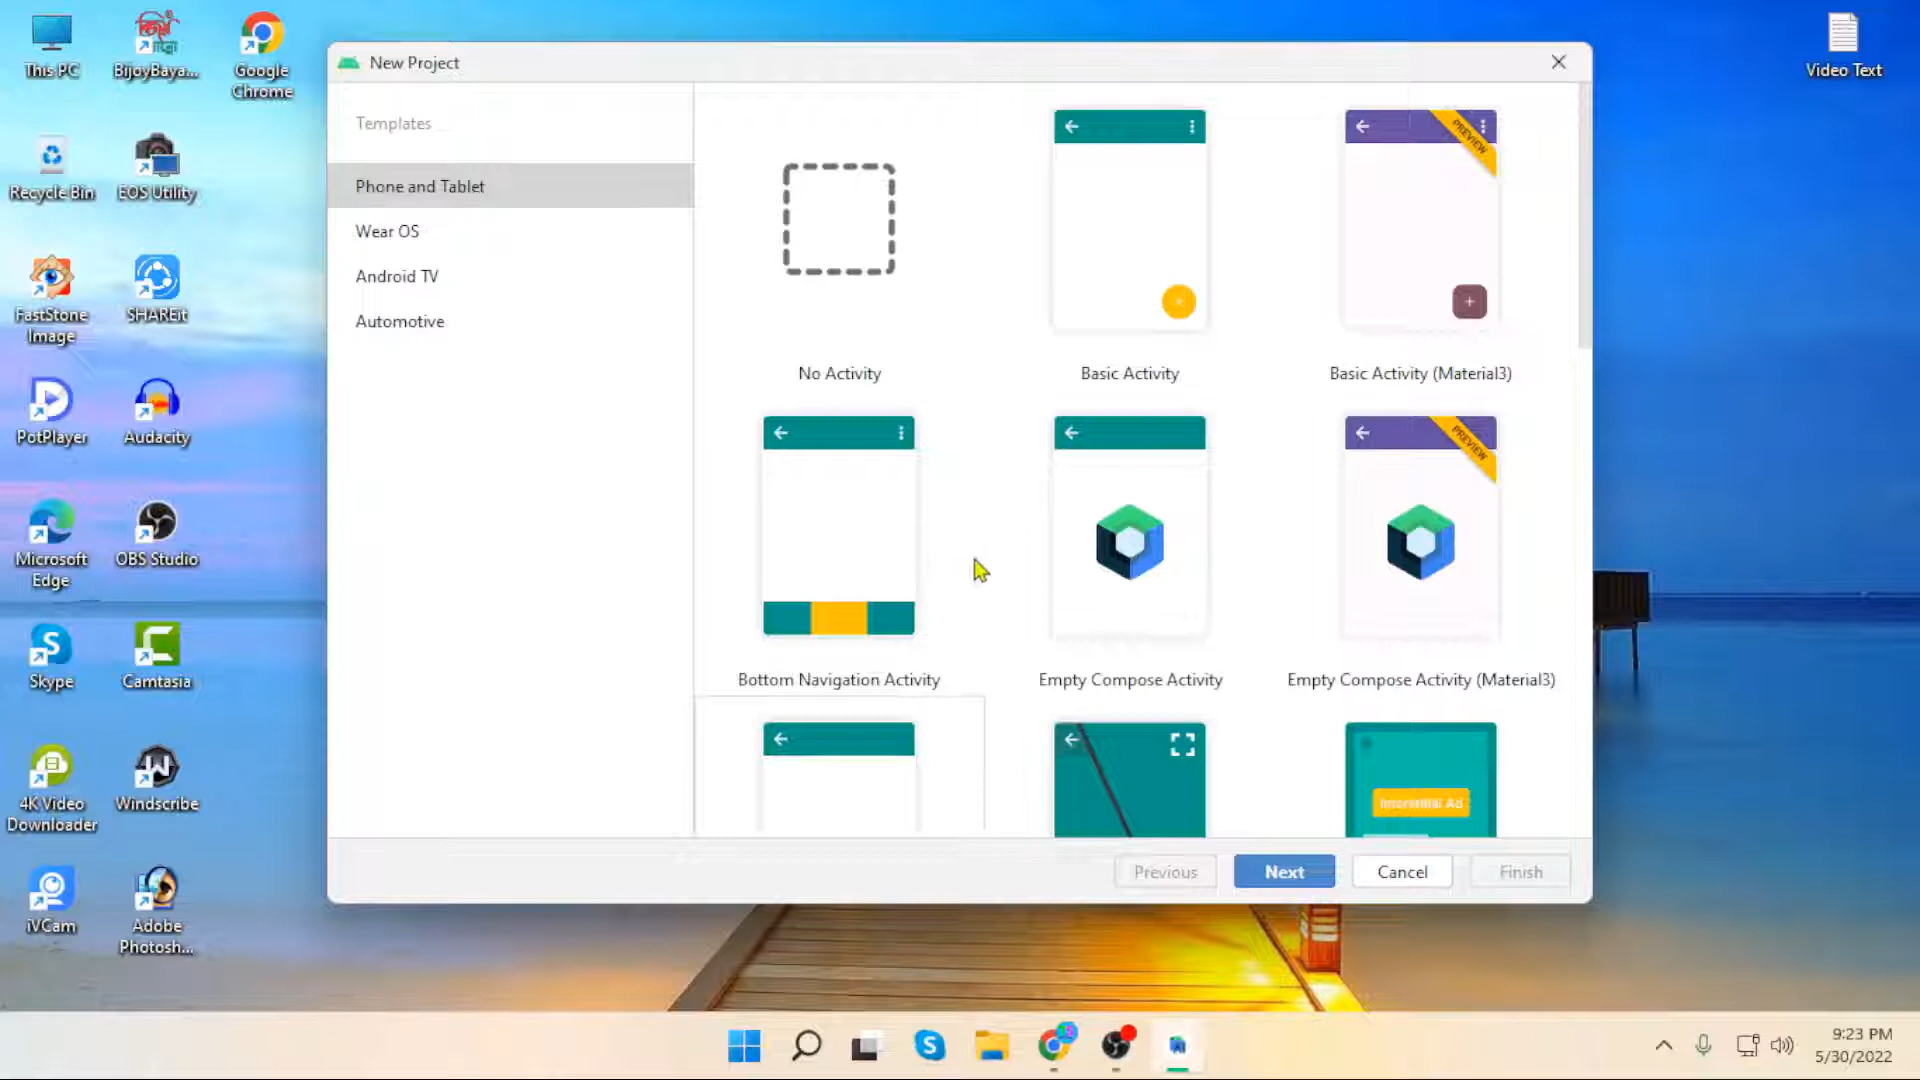 This PC
BijoyBaya...
Google
Chrome
Video Text
Recycle Bin
EOS Utility
FastStone
Image
SHAREit
PotPlayer
Audacity
Microsoft
Edge
OBS Studio
Skype
Camtasia
4K Video
Downloader
Windscribe
iVCam
Adobe
Photosh...
New Project
Templates
Phone and Tablet
Wear OS
Android TV
Automotive
No Activity
Basic Activity
PREVIEW
Basic Activity (Material3)
Bottom Navigation Activity
Empty Compose Activity
PREVIEW
Empty Compose Activity (Material3)
Interstitial Ad
Previous
Next
Cancel
Finish
9:23 PM
5/30/2022